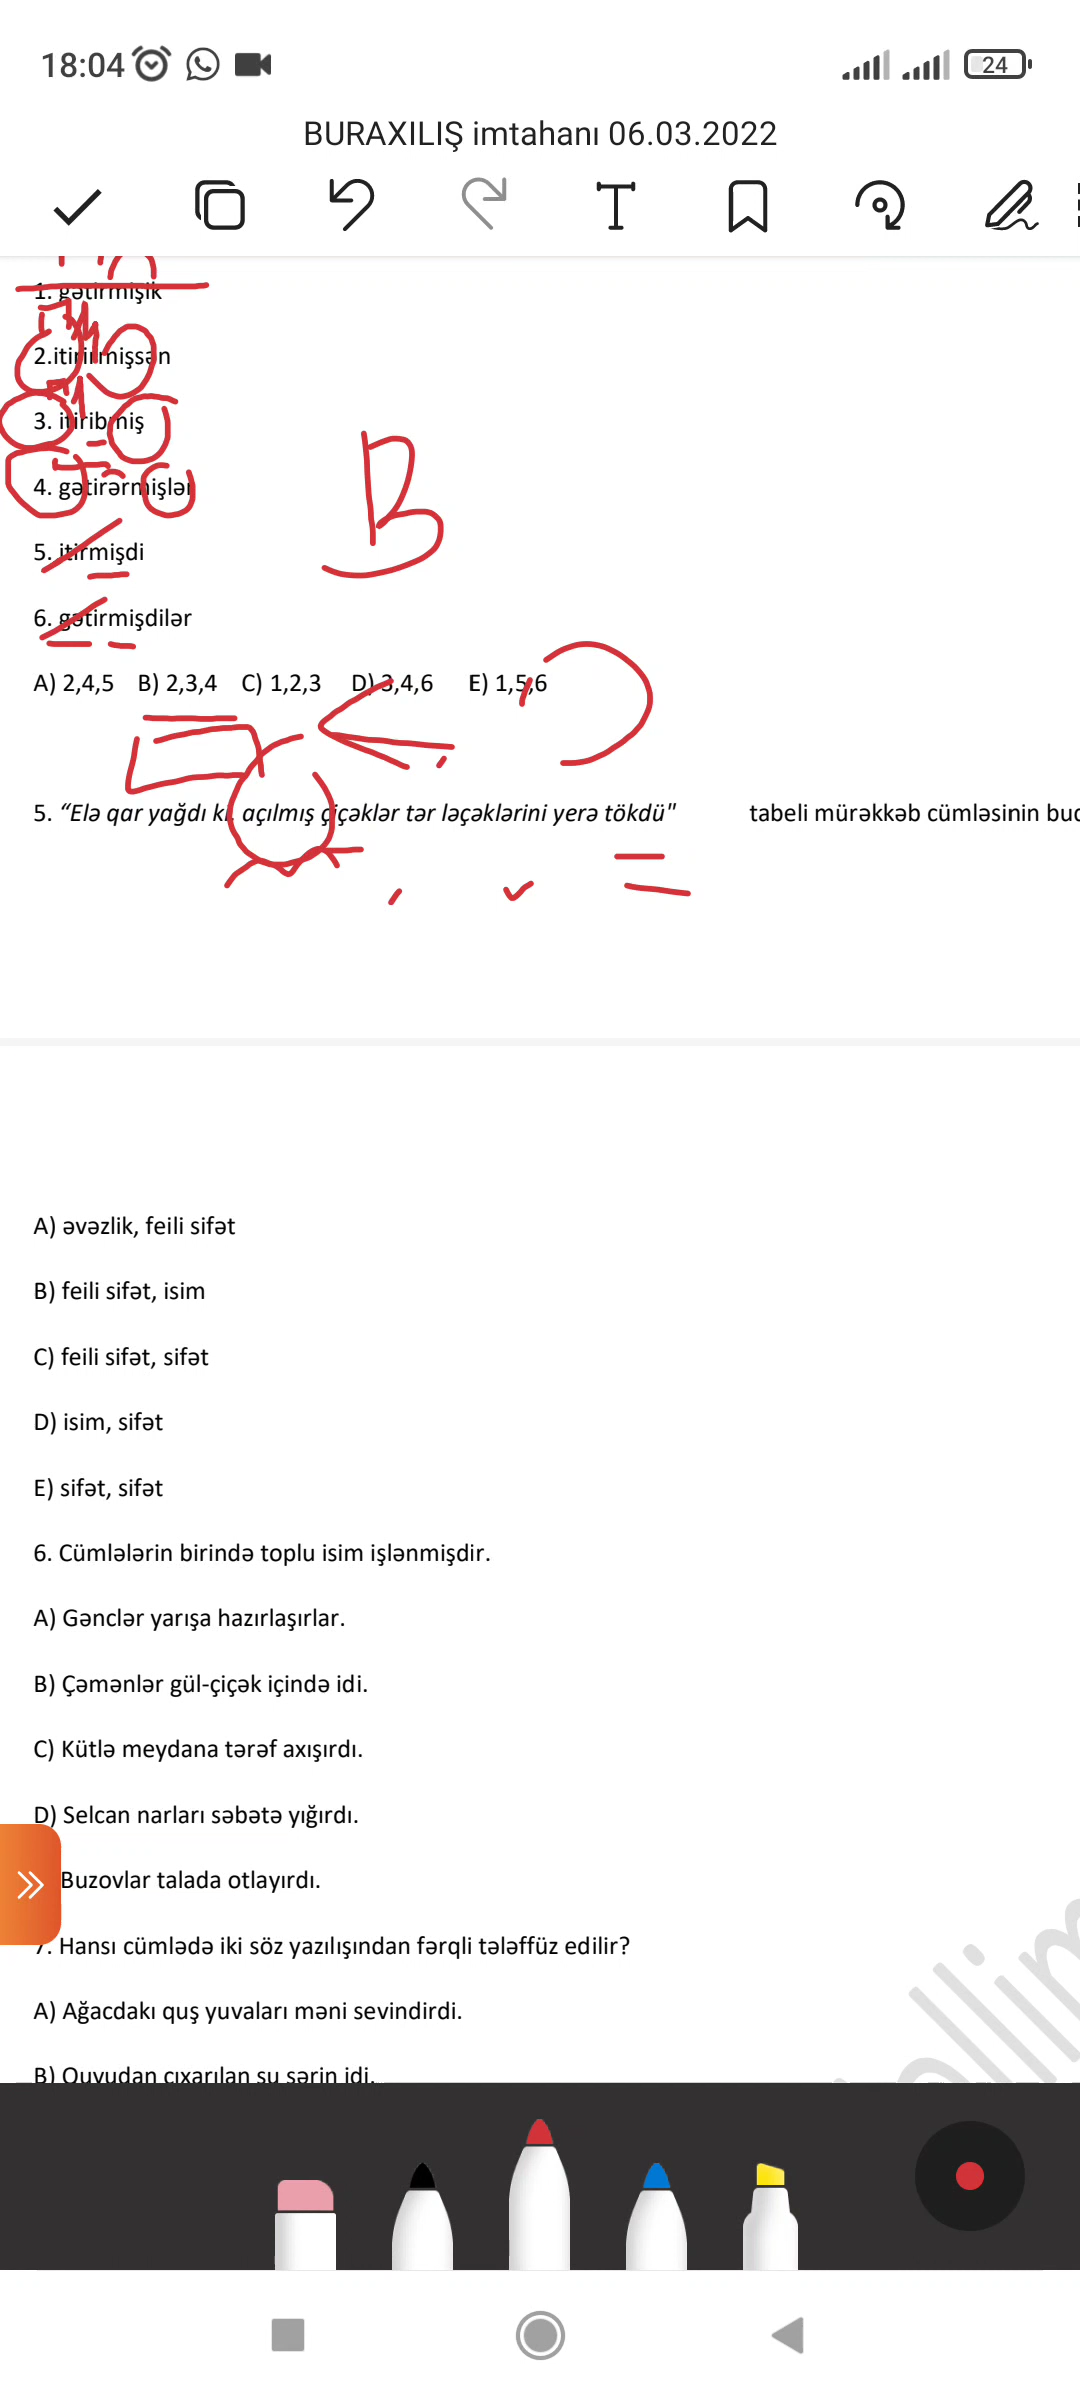 18:04
24
BURAXILIŞ imtahanı 06.03.2022
T
1. gətirmişik
2.itirirmişsən
3. itiribmiş
4. gətirərmişlər
B
5. itirmişdi
6. gətirmişdilər
A) 2,4,5 B) 2,3,4 C) 1,2,3 D) 3,4,6 E) 1,5,6
5. “Elə qar yağdı ki, açılmış çiçəklər tər ləçəklərini yerə tökdü" tabeli mürəkkəb cümləsinin
A) əvəzlik, feili sifət
B) feili sifət, isim
C) feili sifət, sifət
D) isim, sifət
E) sifət, sifət
6. Cümlələrin birində toplu isim işlənmişdir.
A) Gənclər yarışa hazırlaşırlar.
B) Çəmənlər gül-çiçək içində idi.
C) Kütlə meydana tərəf axışırdı.
D) Selcan narları səbətə yığırdı.
Buzovlar talada otlayırdı.
7. Hansı cümlədə iki söz yazılışından fərqli tələffüz edilir?
A) Ağacdakı quş yuvaları məni sevindirdi.
B) Quyudan çıxarılan su sərin idi.